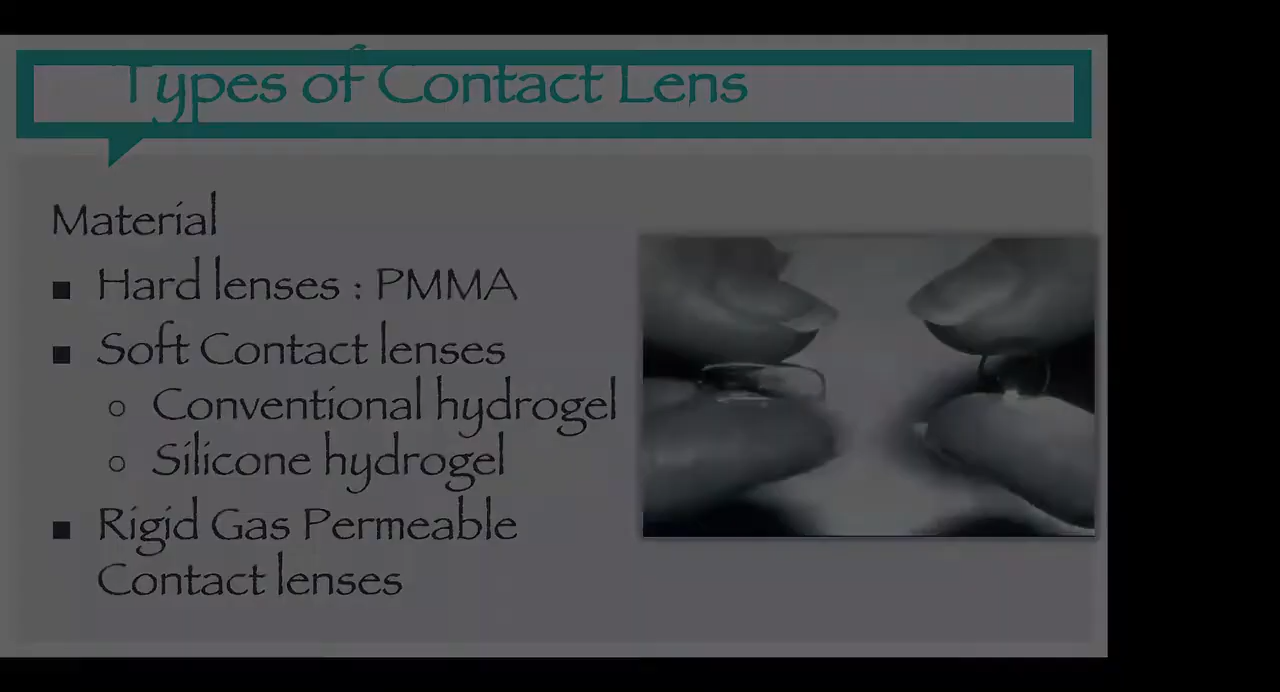 Types of Contact Lens
Material
■ Hard lenses : PMMA
■ Soft Contact lenses
○ Conventional hydrogel
○ Silicone hydrogel
■ Rigid Gas Permeable
Contact lenses